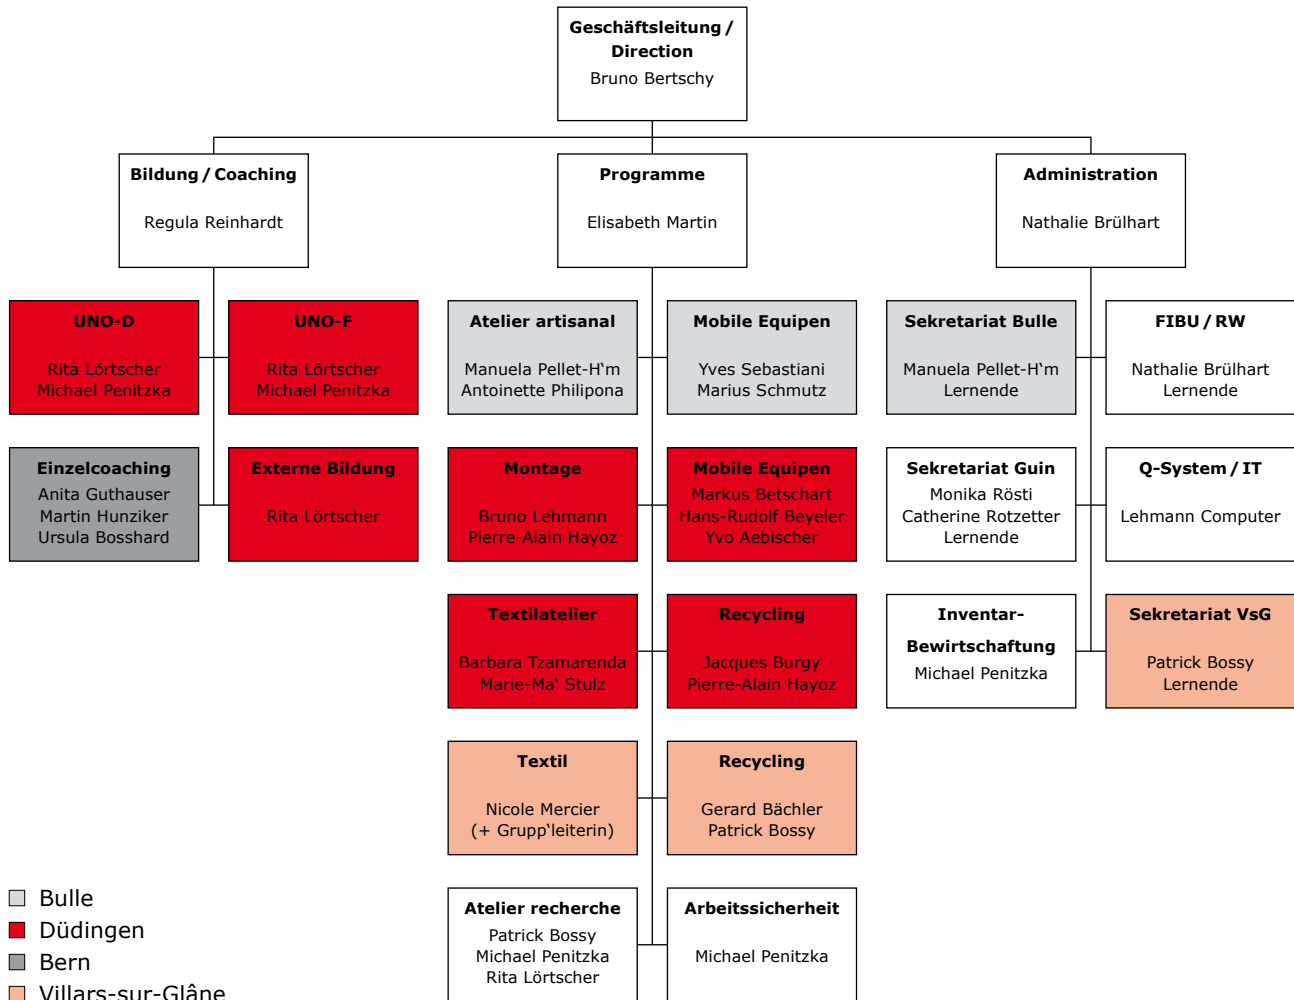 Geschäftsleitung /
Direction
Bruno Bertschy
Bildung / Coaching
Regula Reinhardt
Programme
Elisabeth Martin
Administration
Nathalie Brülhart
UNO-D
Rita Lörtscher
Michael Penitzka
UNO-F
Rita Lörtscher
Michael Penitzka
Atelier artisanal
Manuela Pellet-H‘m
Antoinette Philipona
Mobile Equipen
Yves Sebastiani
Marius Schmutz
Sekretariat Bulle
Manuela Pellet-H‘m
Lernende
FIBU / RW
Nathalie Brülhart
Lernende
Einzelcoaching
Anita Guthauser
Martin Hunziker
Ursula Bosshard
Externe Bildung
Rita Lörtscher
Montage
Bruno Lehmann
Pierre-Alain Hayoz
Mobile Equipen
Markus Betschart
Hans-Rudolf Beyeler
Yvo Aebischer
Sekretariat Guin
Monika Rösti
Catherine Rotzetter
Lernende
Q-System / IT
Lehmann Computer
Textilatelier
Barbara Tzamarenda
Marie-Ma‘ Stulz
Recycling
Jacques Burgy
Pierre-Alain Hayoz
Inventar-
Bewirtschaftung
Michael Penitzka
Sekretariat VsG
Patrick Bossy
Lernende
Textil
Nicole Mercier
(+ Grupp‘leiterin)
Recycling
Gerard Bächler
Patrick Bossy
Atelier recherche
Patrick Bossy
Michael Penitzka
Rita Lörtscher
Arbeitssicherheit
Michael Penitzka
Bulle
Düdingen
Bern
Villars-sur-Glâne